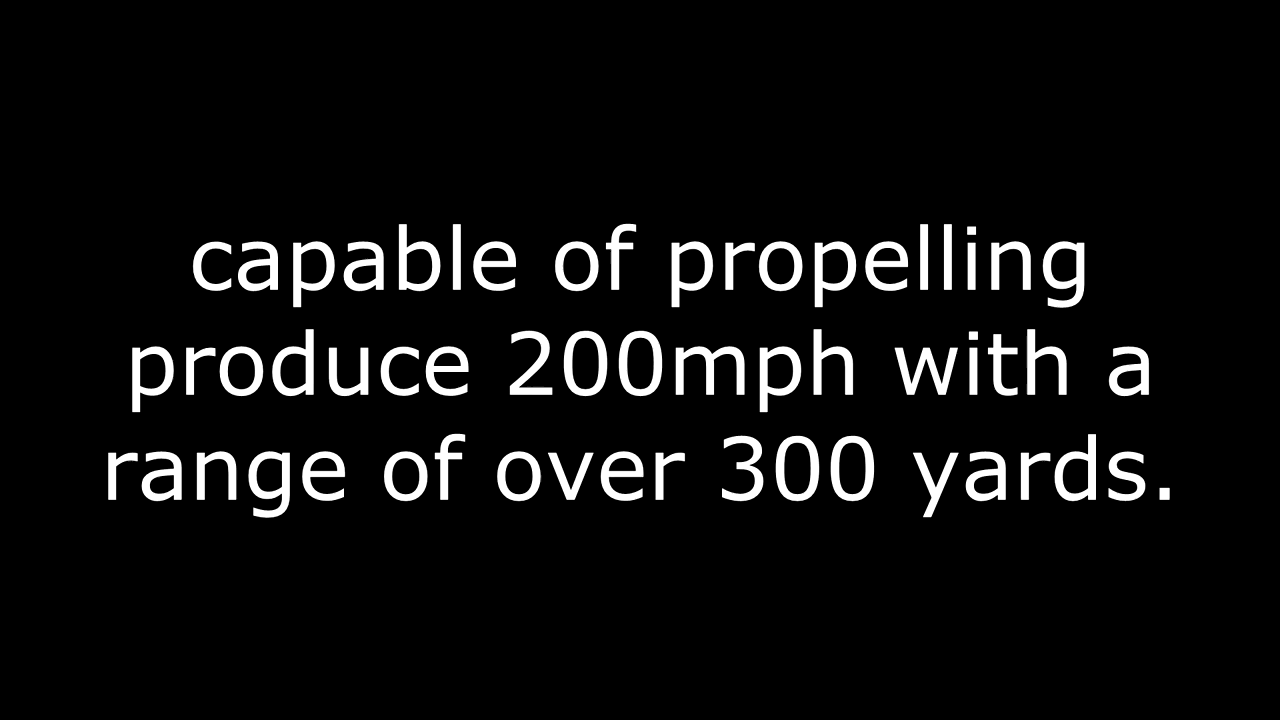 capable of propelling
produce 200mph with a
range of over 300 yards.